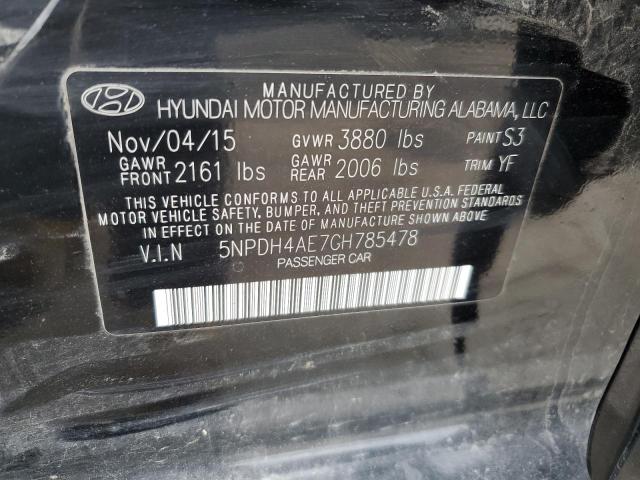 MANUFACTURED BY
HYUNDAI MOTOR MANUFACTURING ALABAMA, LLC
Nov/04/15 GVWR 3880 lbs PAINT S3
GAWR FRONT 2161 lbs GAWR REAR 2006 lbs TRIM YF
THIS VEHICLE CONFORMS TO ALL APPLICABLE U.S.A. FEDERAL
MOTOR VEHICLE SAFETY, BUMPER, AND THEFT PREVENTION STANDARDS
IN EFFECT ON THE DATE OF MANUFACTURE SHOWN ABOVE.
V.I.N 5NPDH4AE7GH785478
PASSENGER CAR